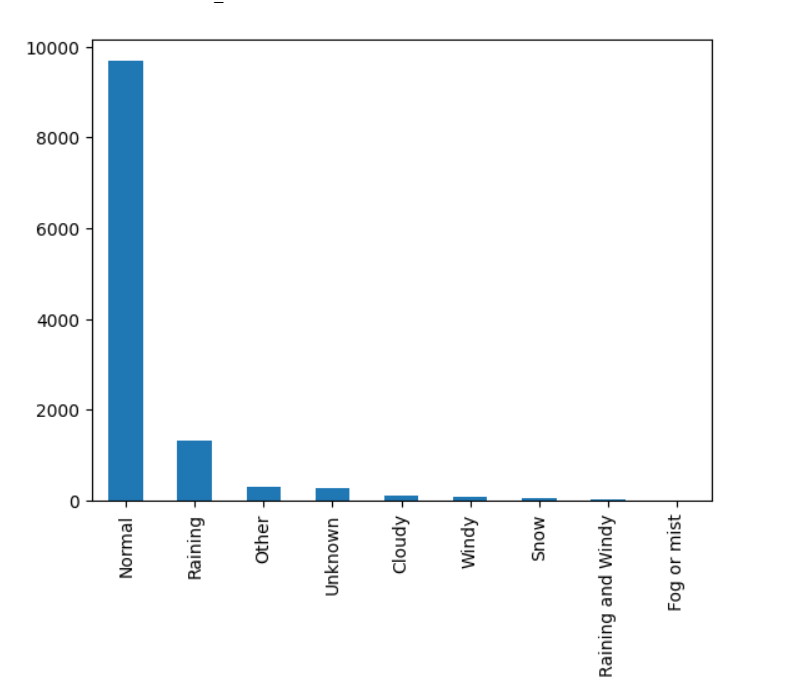 10000
8000
6000
4000
2000
0
Normal
Raining
Other
Unknown
Cloudy
Windy
Snow
Raining and Windy
Fog or mist